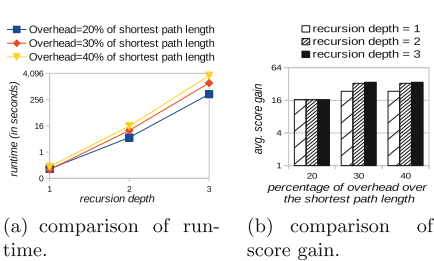 Overhead=20% of shortest path length
Overhead=30% of shortest path length
Overhead=40% of shortest path length
4,096
256
16
1
0
runtime (in seconds)
1 2 3
recursion depth
(a) comparison of run-
time.
recursion depth = 1
recursion depth = 2
recursion depth = 3
64
16
4
1
avg. score gain
20 30 40
percentage of overhead over
the shortest path length
(b) comparison of
score gain.